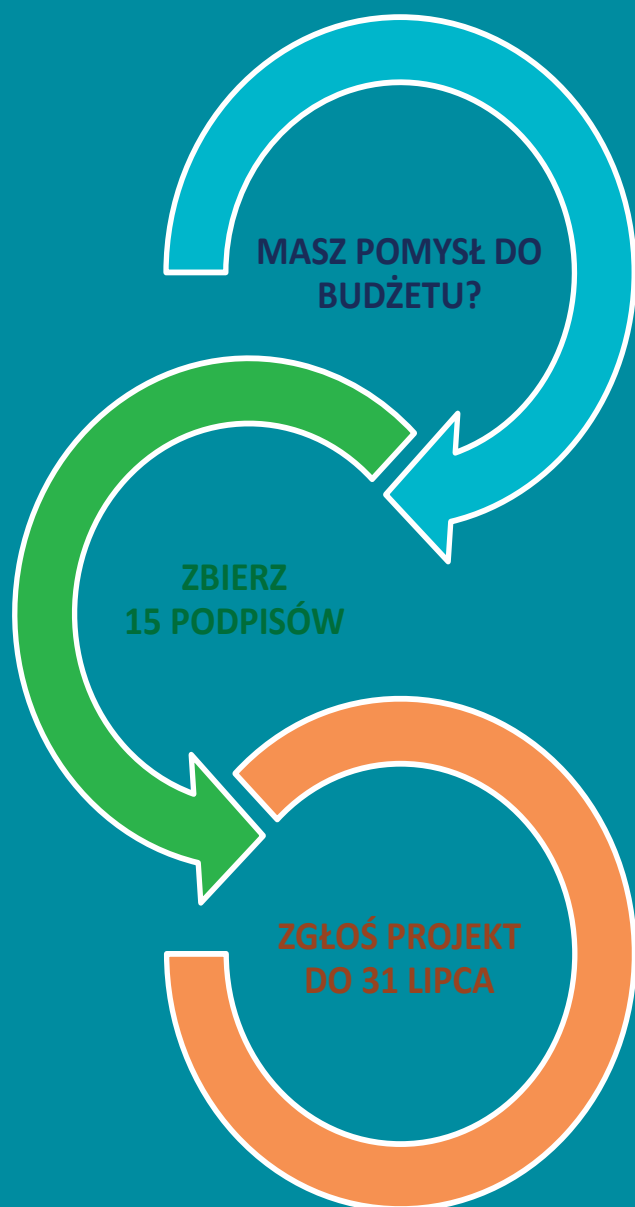 MASZ POMYSŁ DO
BUDŻETU?
ZBIERZ
15 PODPISÓW
ZGŁOŚ PROJEKT
DO 31 LIPCA